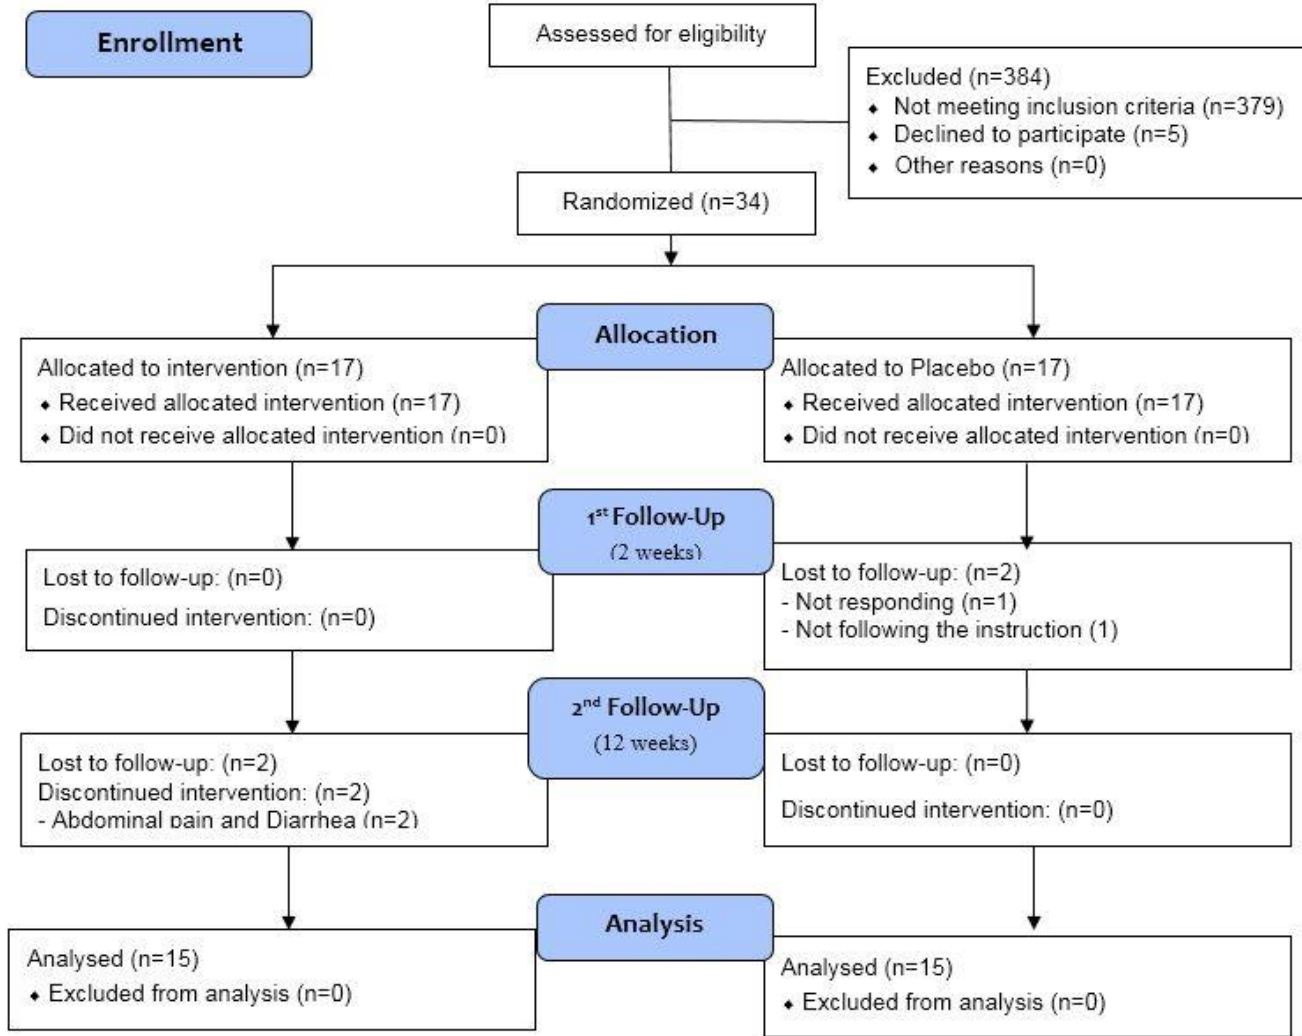 Enrollment
Assessed for eligibility
Excluded (n=384)
⬥ Not meeting inclusion criteria (n=379)
⬥ Declined to participate (n=5)
⬥ Other reasons (n=0)
Randomized (n=34)
Allocation
Allocated to intervention (n=17)
⬥ Received allocated intervention (n=17)
⬥ Did not receive allocated intervention (n=0)
Allocated to Placebo (n=17)
⬥ Received allocated intervention (n=17)
⬥ Did not receive allocated intervention (n=0)
1st Follow-Up
(2 weeks)
Lost to follow-up: (n=0)
Discontinued intervention: (n=0)
Lost to follow-up: (n=2)
- Not responding (n=1)
- Not following the instruction (1)
2nd Follow-Up
(12 weeks)
Lost to follow-up: (n=2)
Discontinued intervention: (n=2)
- Abdominal pain and Diarrhea (n=2)
Lost to follow-up: (n=0)
Discontinued intervention: (n=0)
Analysis
Analysed (n=15)
⬥ Excluded from analysis (n=0)
Analysed (n=15)
⬥ Excluded from analysis (n=0)